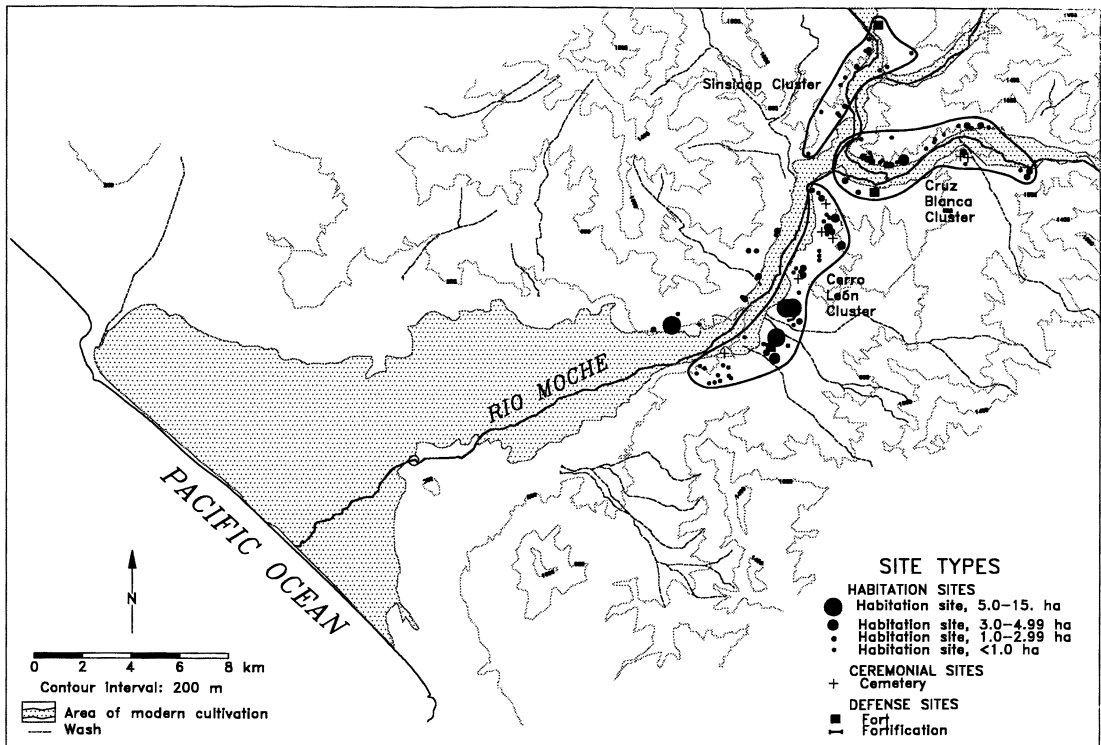 Sinsicap Cluster
Cruz
Blanca
Cluster
Cerro
León
Cluster
RIO MOCHE
PACIFIC OCEAN
N
0 2 4 6 8 km
Contour interval: 200 m
Area of modern cultivation
Wash
SITE TYPES
HABITATION SITES
Habitation site, 5.0-15. ha
Habitation site, 3.0-4.99 ha
Habitation site, 1.0-2.99 ha
Habitation site, <1.0 ha
CEREMONIAL SITES
Cemetery
DEFENSE SITES
Fort
Fortification